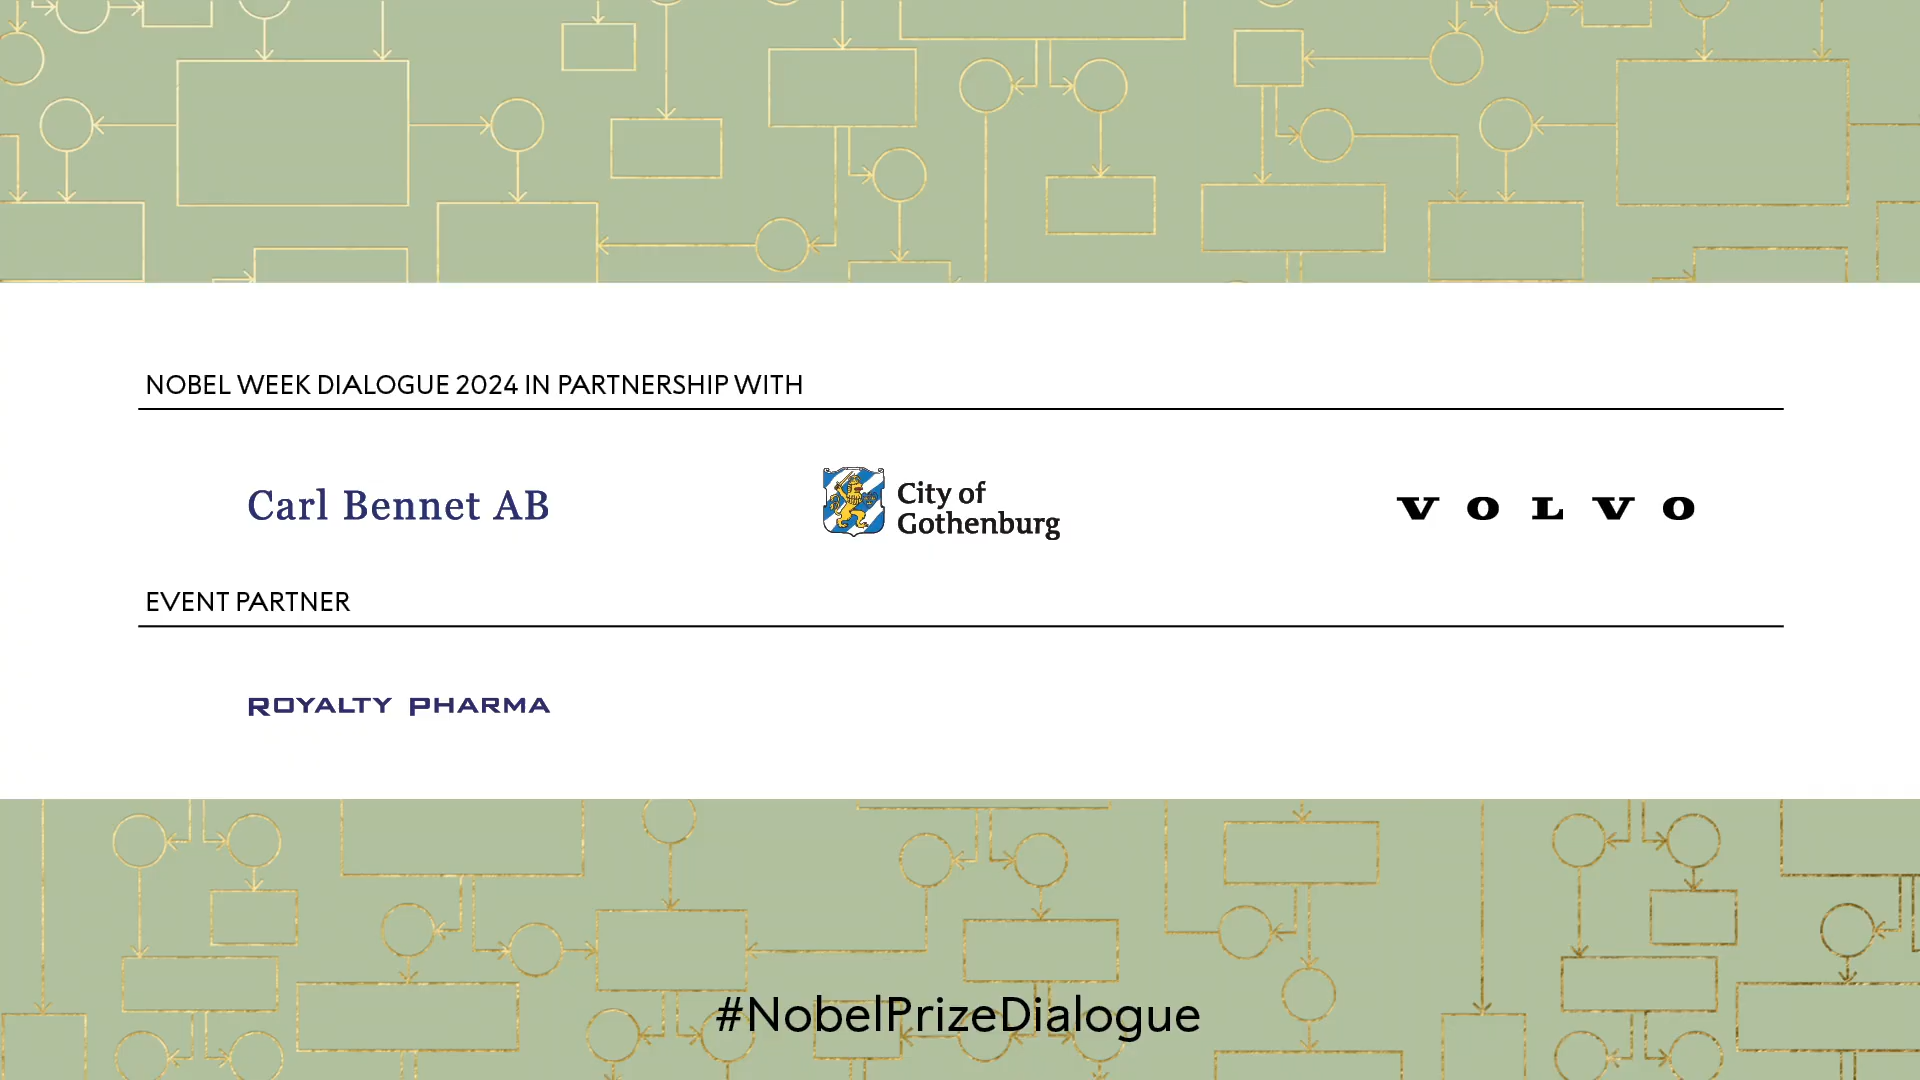 NOBEL WEEK DIALOGUE 2024 IN PARTNERSHIP WITH
Carl Bennet AB
City of
Gothenburg
VOLVO
EVENT PARTNER
ROYALTY PHARMA
#NobelPrizeDialogue